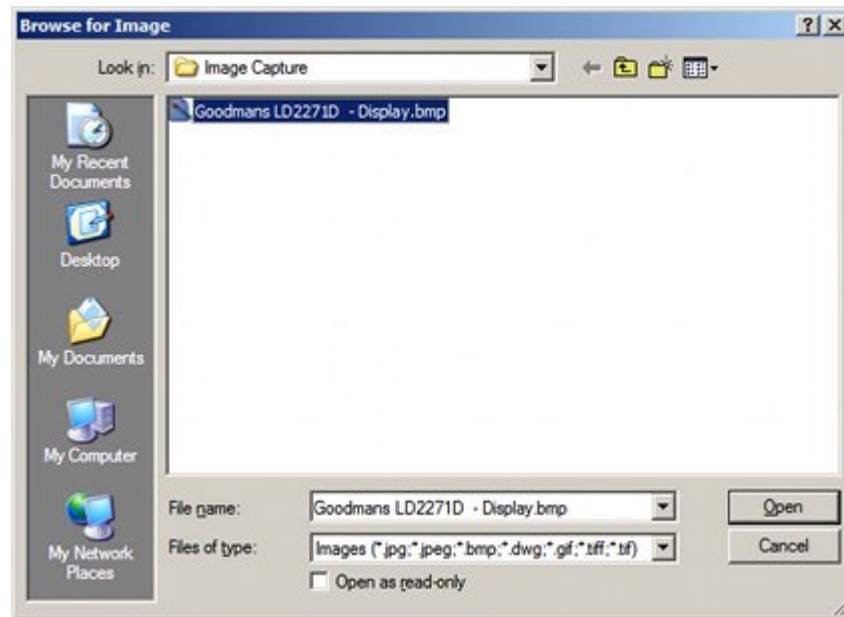 Browse for Image
Look in: Image Capture
Goodmans LD2271D - Display.bmp
My Recent
Documents
Desktop
My Documents
My Computer
My Network
Places
File name: Goodmans LD2271D - Display.bmp Open
Files of type: Images (*.jpg;*.jpeg;*.bmp;*.dwg;*.gif;*.tiff;*.tif) Cancel
Open as read-only